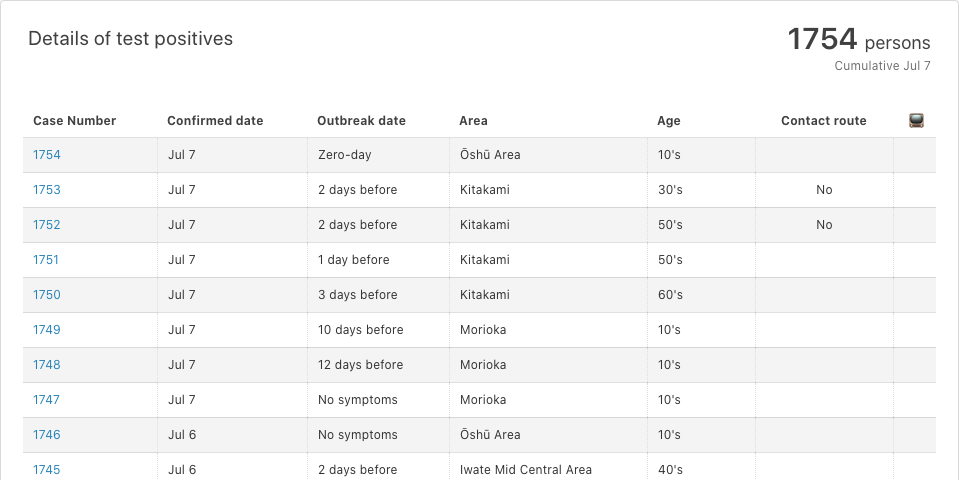 Details of test positives
1754 persons
Cumulative Jul 7
Case Number Confirmed date Outbreak date Area Age Contact route
1754 Jul 7 Zero-day Ōshū Area 10's
1753 Jul 7 2 days before Kitakami 30's No
1752 Jul 7 2 days before Kitakami 50's No
1751 Jul 7 1 day before Kitakami 50's
1750 Jul 7 3 days before Kitakami 60's
1749 Jul 7 10 days before Morioka 10's
1748 Jul 7 12 days before Morioka 10's
1747 Jul 7 No symptoms Morioka 10's
1746 Jul 6 No symptoms Ōshū Area 10's
1745 Jul 6 2 days before Iwate Mid Central Area 40's